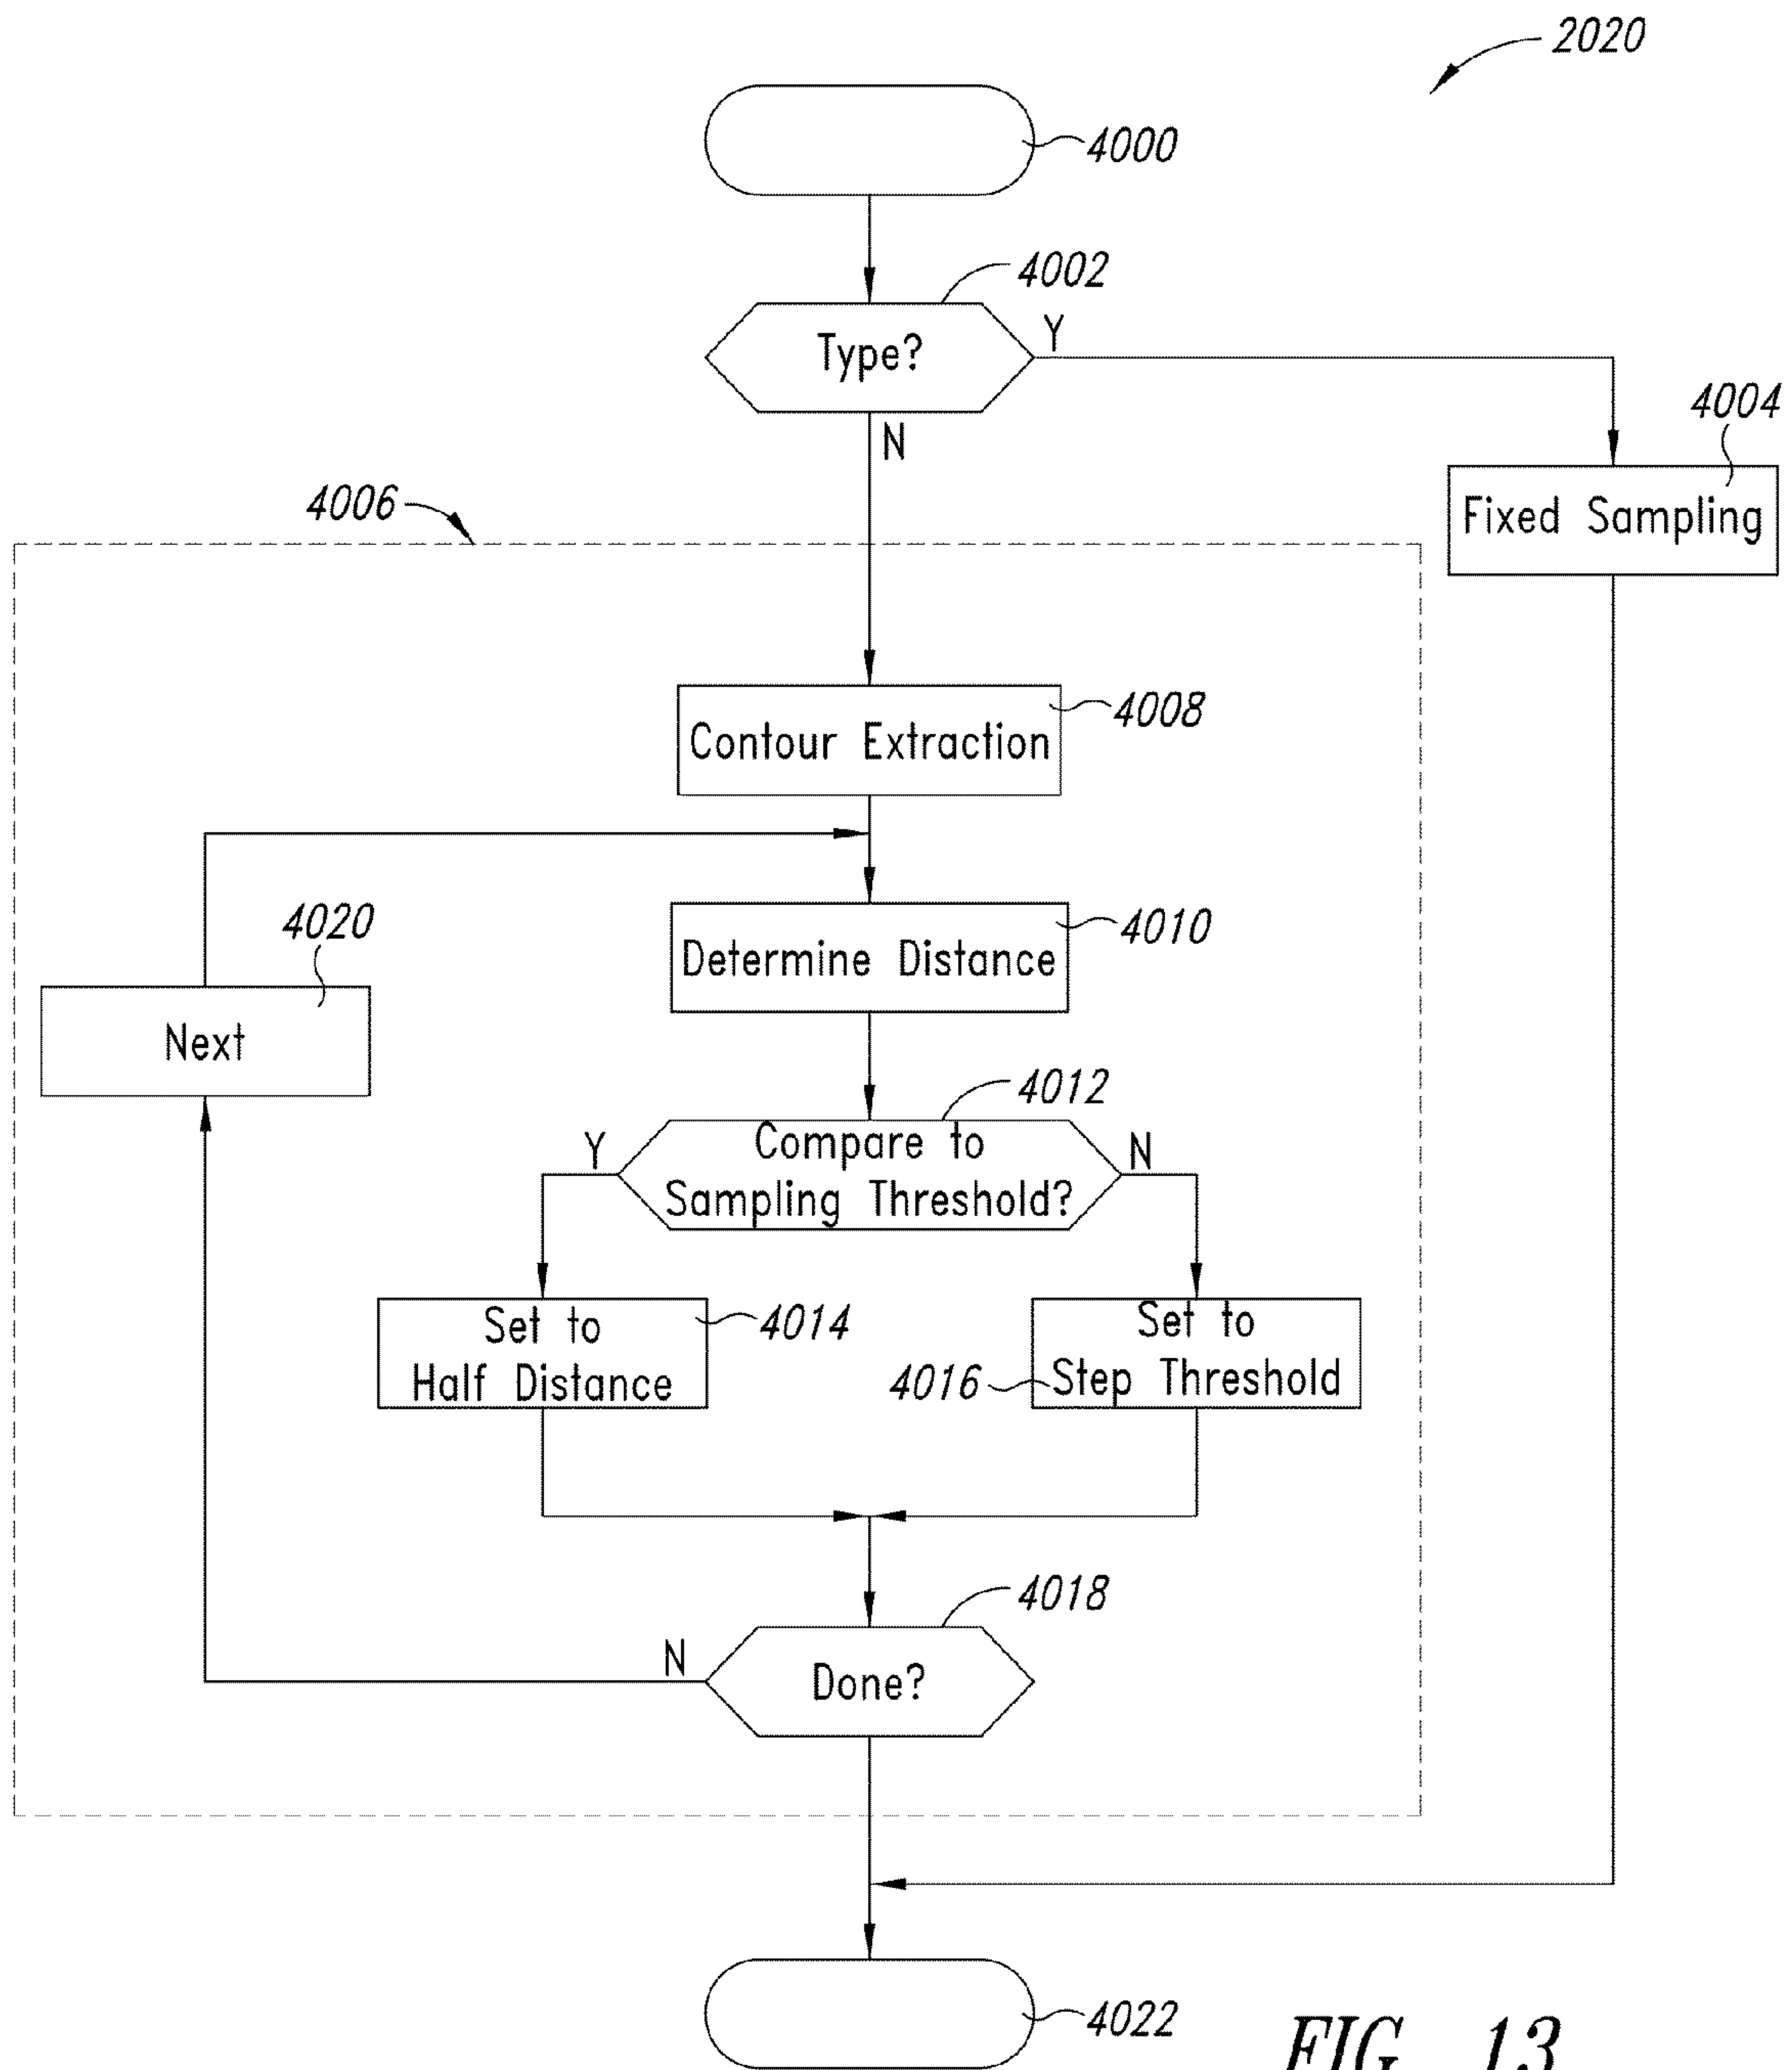 2020
4000
4002
Type?
Y
N
4004
Fixed Sampling
4006
4008
Contour Extraction
4010
Determine Distance
4020
Next
4012
Compare to
Sampling Threshold?
Y
N
Set to
Half Distance
4014
Set to
Step Threshold
4016
4018
Done?
N
4022
FIG. 13